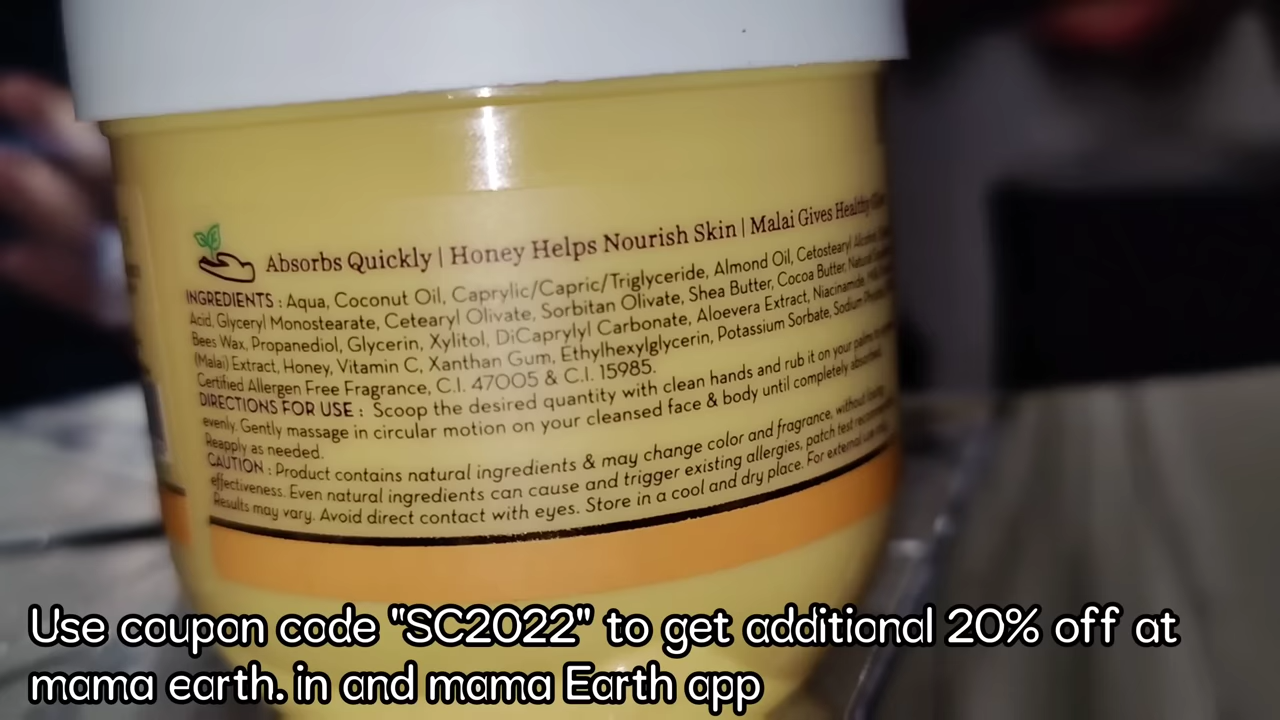 Absorbs Quickly | Honey Helps Nourish Skin | Malai Gives Healthy
INGREDIENTS : Aqua, Coconut Oil, Caprylic/Capric/Triglyceride, Almond Oil, Cetostearyl
Acid, Glyceryl Monostearate, Cetearyl Olivate, Sorbitan Olivate, Shea Butter, Cocoa Butter,
Bees Wax, Propanediol, Glycerin, Xylitol, DiCaprylyl Carbonate, Aloevera Extract, Niacinamide,
(Malai) Extract, Honey, Vitamin C, Xanthan Gum, Ethylhexylglycerin, Potassium Sorbate, Sodium
Certified Allergen Free Fragrance, C.I. 47005 & C.I. 15985.
DIRECTIONS FOR USE : Scoop the desired quantity with clean hands and rub it on your palms
evenly. Gently massage in circular motion on your cleansed face & body until completely absorbed.
Reapply as needed.
CAUTION : Product contains natural ingredients & may change color and fragrance, without
effectiveness. Even natural ingredients can cause and trigger existing allergies, patch test
Results may vary. Avoid direct contact with eyes. Store in a cool and dry place. For external use
Use coupon code "SC2022" to get additional 20% off at
mama earth. in and mama Earth app